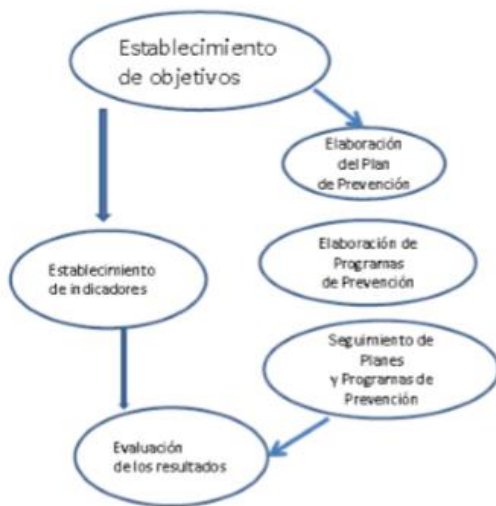 Establecimiento
de objetivos
Elaboración
del Plan
de Prevención
Establecimiento
de indicadores
Elaboración de
Programas
de Prevención
Seguimiento de
Planes
y Programas de
Prevención
Evaluación
de los resultados